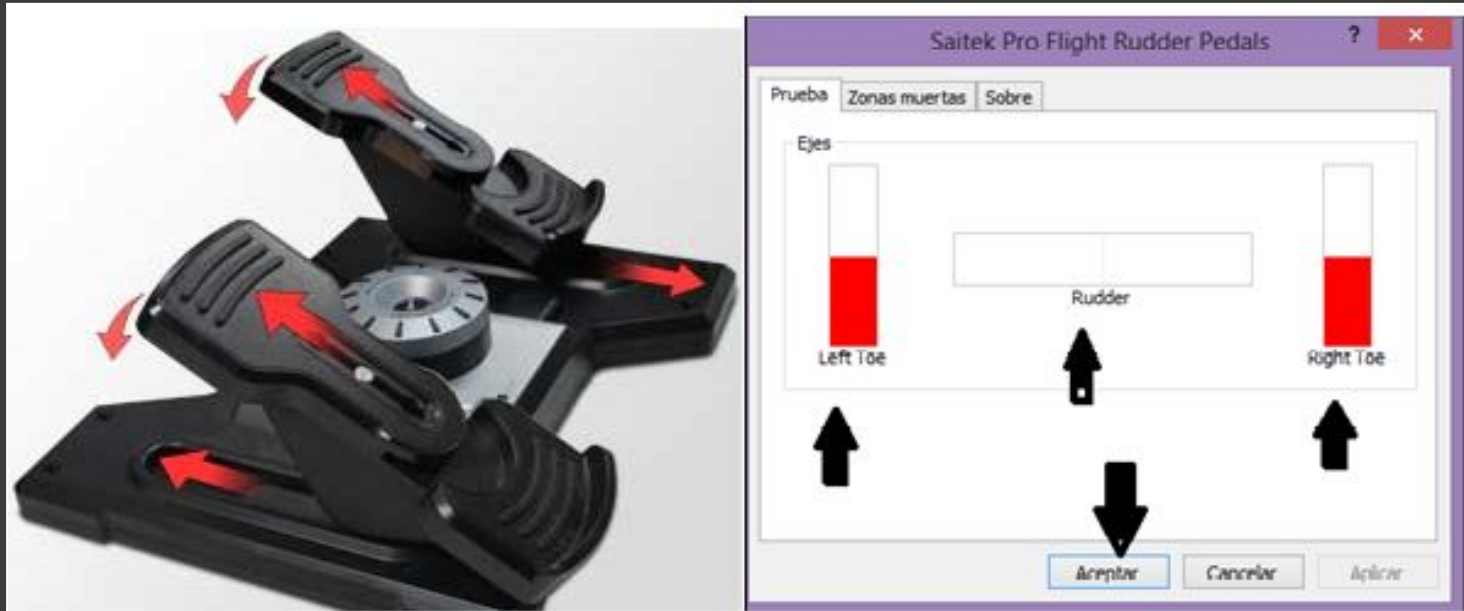 Saitek Pro Flight Rudder Pedals
?
Prueba
Zonas muertas
Sobre
Ejes
Left Toe
Rudder
Right Toe
Aceptar
Cancelar
Aplicar